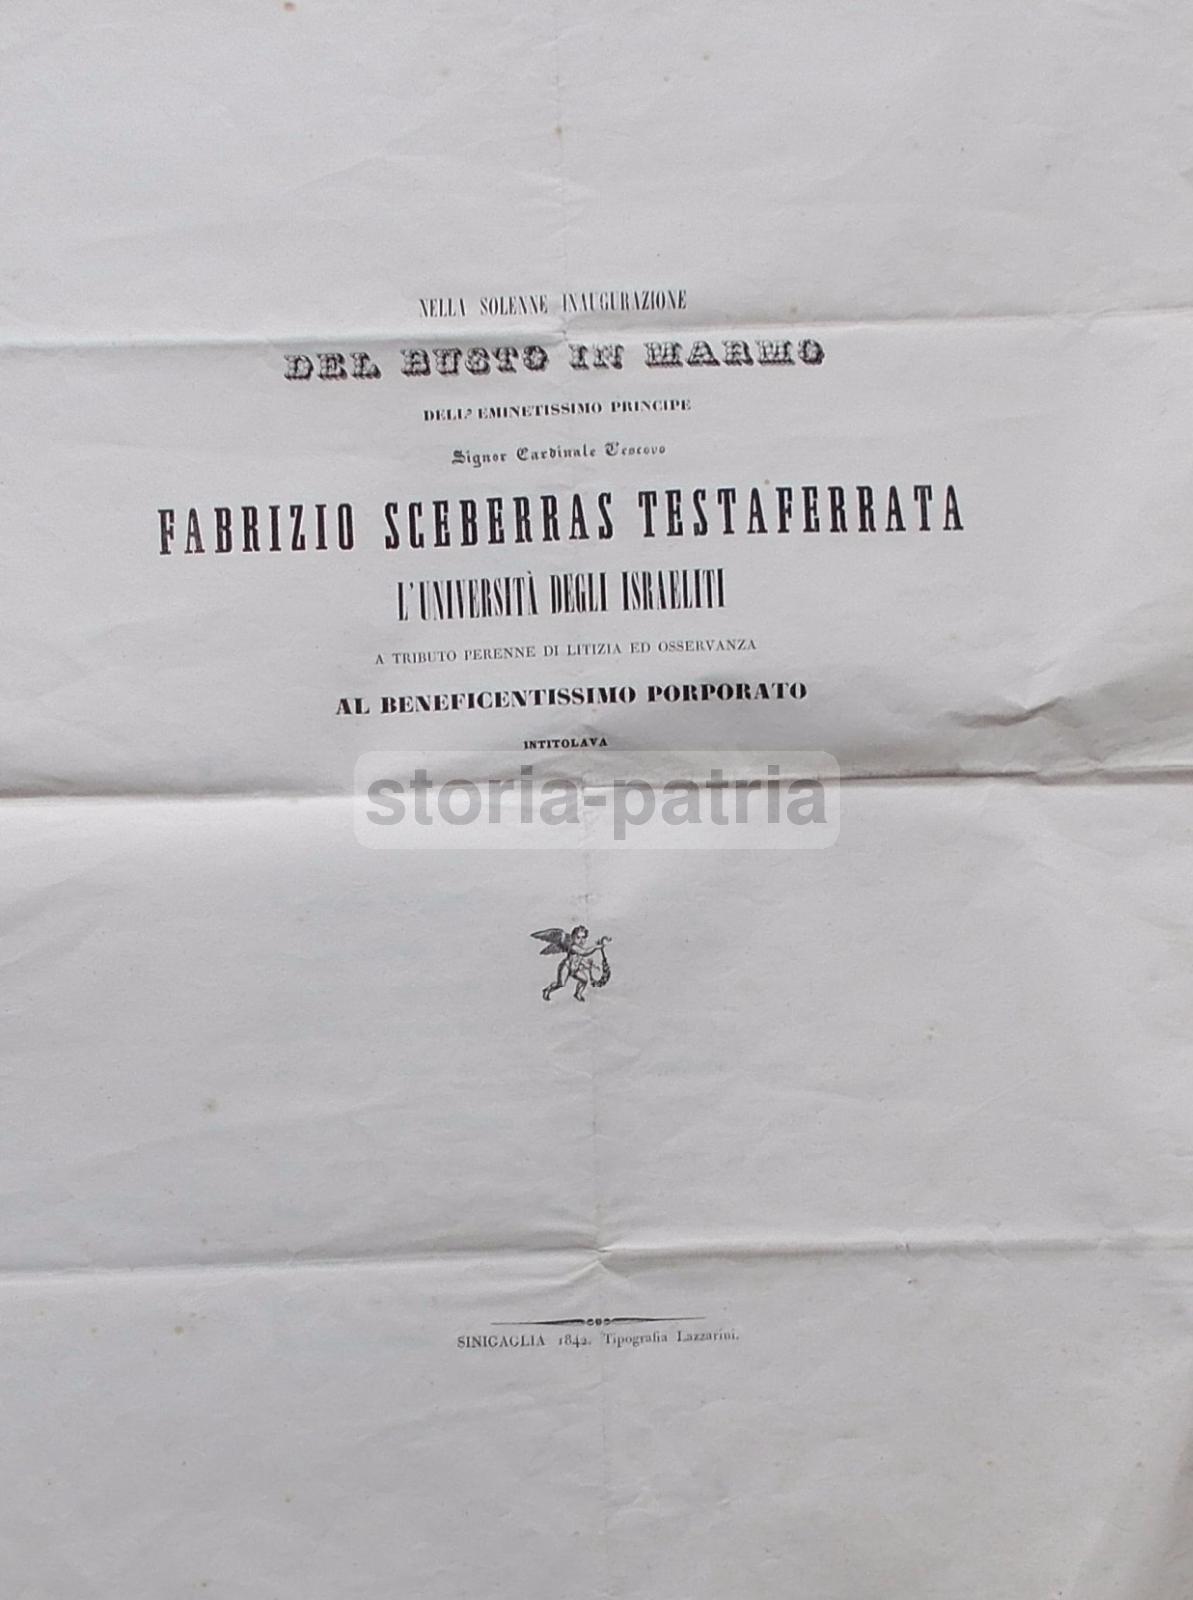 NELLA SOLENNE INAUGURAZIONE
DEL BUSTO IN MARMO
DELL' EMINETISSIMO PRINCIPE
Signor Cardinale Vescovo
FABRIZIO SCEBERRAS TESTAFERRATA
L'UNIVERSITÀ DEGLI ISRAELITI
A TRIBUTO PERENNE DI LITIZIA ED OSSERVANZA
AL BENEFICENTISSIMO PORPORATO
INTITOLAVA
storia-patria
SINIGAGLIA 1842. Tipografia Lazzarini.